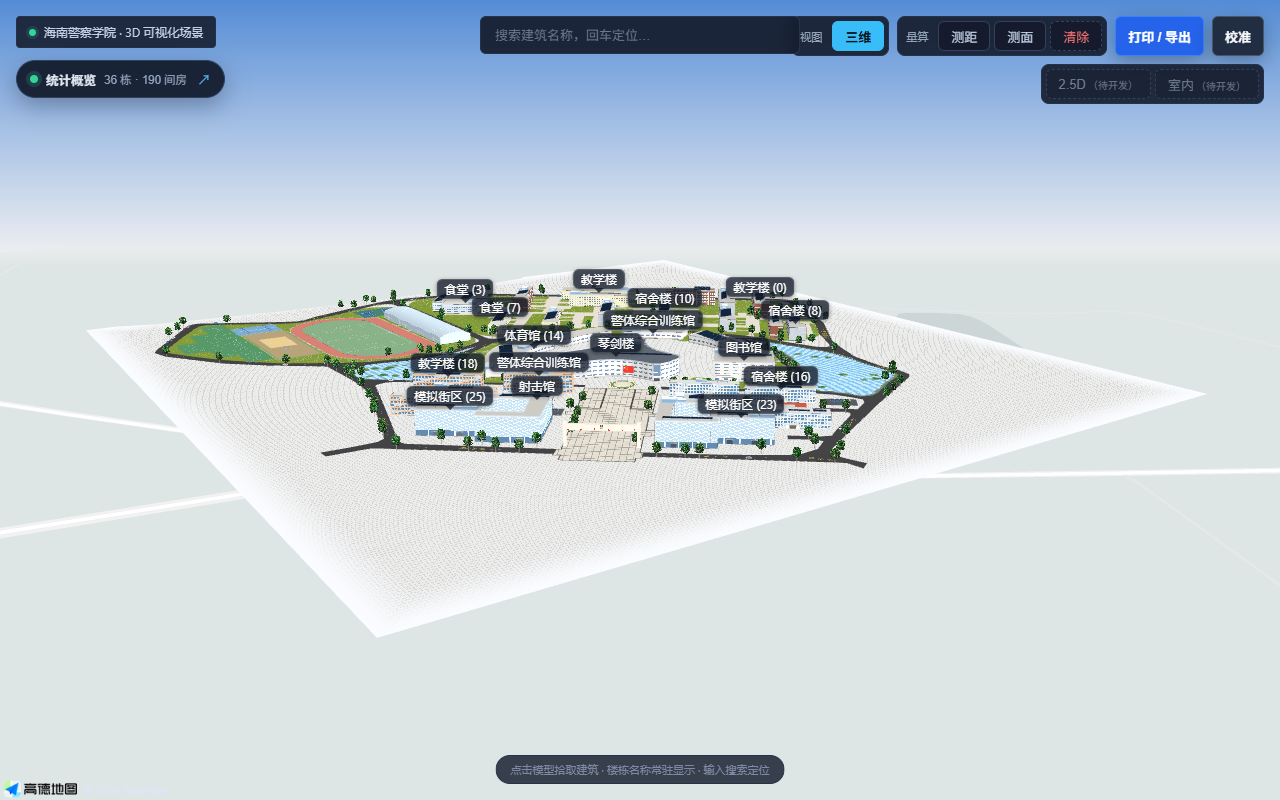 海南警察学院 · 3D 可视化场景
搜索建筑名称，回车定位…
视图 三维
量算 测距 测面 清除
打印 / 导出
校准
统计概览 36 栋 · 190 间房 ↗
2.5D （待开发） 室内 （待开发）
教学楼
食堂 (3)
教学楼 (0)
宿舍楼 (10)
食堂 (7)
宿舍楼 (8)
警体综合训练馆
体育馆 (14)
琴剑楼
图书馆
教学楼 (18)
警体综合训练馆
宿舍楼 (16)
射击馆
模拟街区 (25)
模拟街区 (23)
点击模型拾取建筑 · 楼栋名称常驻显示 · 输入搜索定位
高德地图